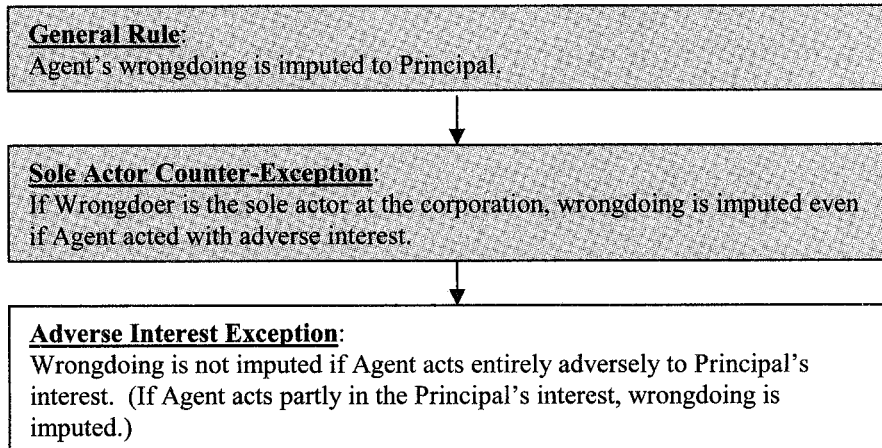 General Rule:
Agent's wrongdoing is imputed to Principal.
Sole Actor Counter-Exception:
If Wrongdoer is the sole actor at the corporation, wrongdoing is imputed even
if Agent acted with adverse interest.
Adverse Interest Exception:
Wrongdoing is not imputed if Agent acts entirely adversely to Principal's
interest. (If Agent acts partly in the Principal's interest, wrongdoing is
imputed.)